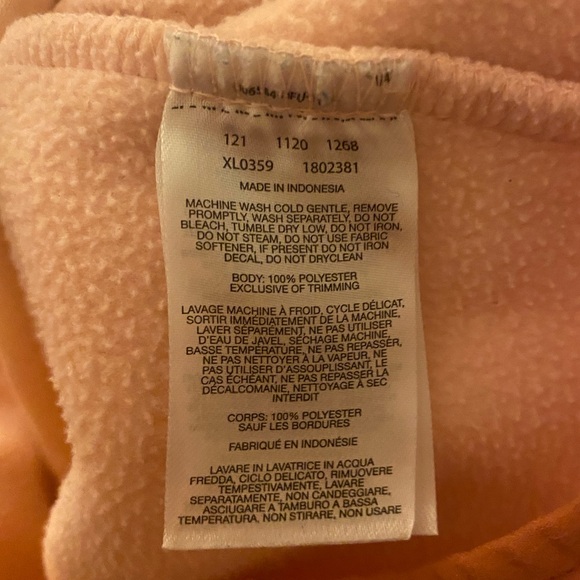 121 1120 1268
XL0359 1802381
MADE IN INDONESIA
MACHINE WASH COLD GENTLE, REMOVE
PROMPTLY, WASH SEPARATELY, DO NOT
BLEACH, TUMBLE DRY LOW, DO NOT IRON,
DO NOT STEAM, DO NOT USE FABRIC
SOFTENER, IF PRESENT DO NOT IRON
DECAL, DO NOT DRYCLEAN
BODY: 100% POLYESTER
EXCLUSIVE OF TRIMMING
LAVAGE MACHINE À FROID, CYCLE DÉLICAT,
SORTIR IMMÉDIATEMENT DE LA MACHINE,
LAVER SÉPARÉMENT, NE PAS UTILISER
D'EAU DE JAVEL, SÉCHAGE MACHINE,
BASSE TEMPÉRATURE, NE PAS REPASSER,
NE PAS NETTOYER À LA VAPEUR, NE
PAS UTILISER D'ASSOUPLISSANT, LE
CAS ÉCHÉANT, NE PAS REPASSER LA
DÉCALCOMANIE, NETTOYAGE À SEC
INTERDIT
CORPS: 100% POLYESTER
SAUF LES BORDURES
FABRIQUÉ EN INDONÉSIE
LAVARE IN LAVATRICE IN ACQUA
FREDDA, CICLO DELICATO, RIMUOVERE
TEMPESTIVAMENTE, LAVARE
SEPARATAMENTE, NON CANDEGGIARE,
ASCIUGARE A TAMBURO A BASSA
TEMPERATURA, NON STIRARE, NON USARE